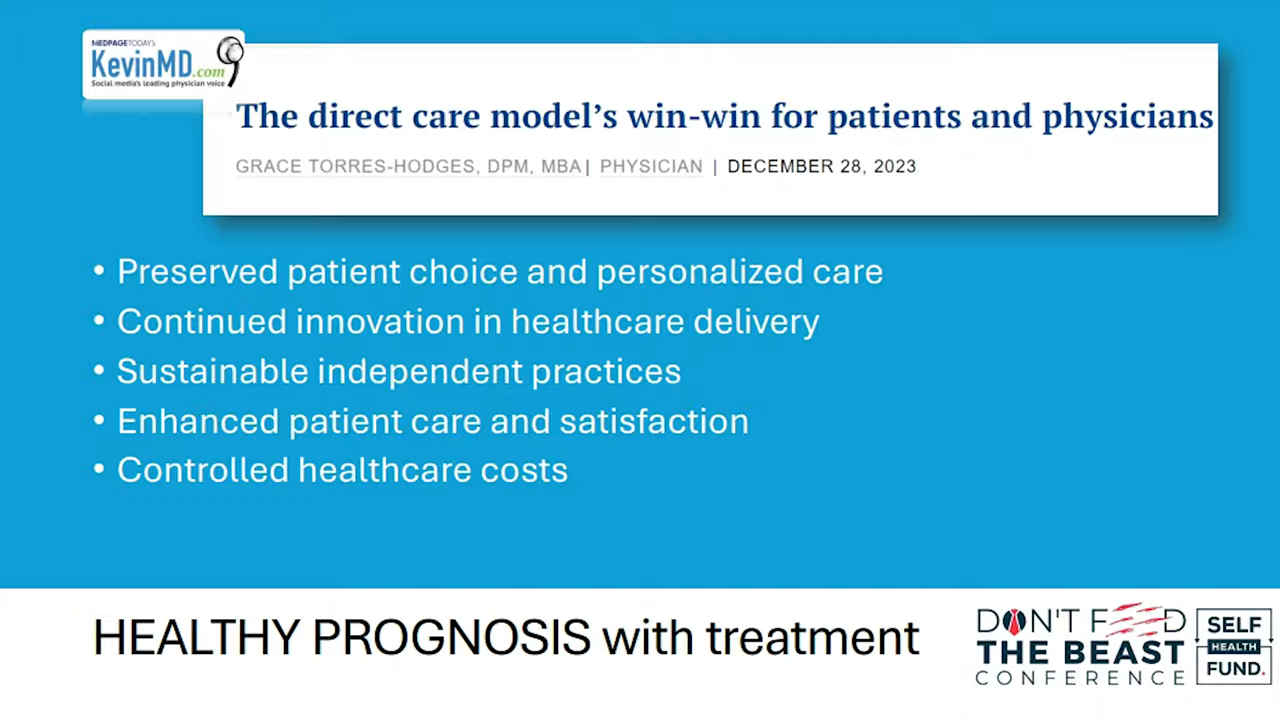 MEDPAGETODAY's
KevinMD.com
Social media's leading physician voice
The direct care model's win-win for patients and physicians
GRACE TORRES-HODGES, DPM, MBA | PHYSICIAN | DECEMBER 28, 2023
• Preserved patient choice and personalized care
• Continued innovation in healthcare delivery
• Sustainable independent practices
• Enhanced patient care and satisfaction
• Controlled healthcare costs
HEALTHY PROGNOSIS with treatment
DON'T FEED
THE BEAST
CONFERENCE
SELF
HEALTH
FUND.